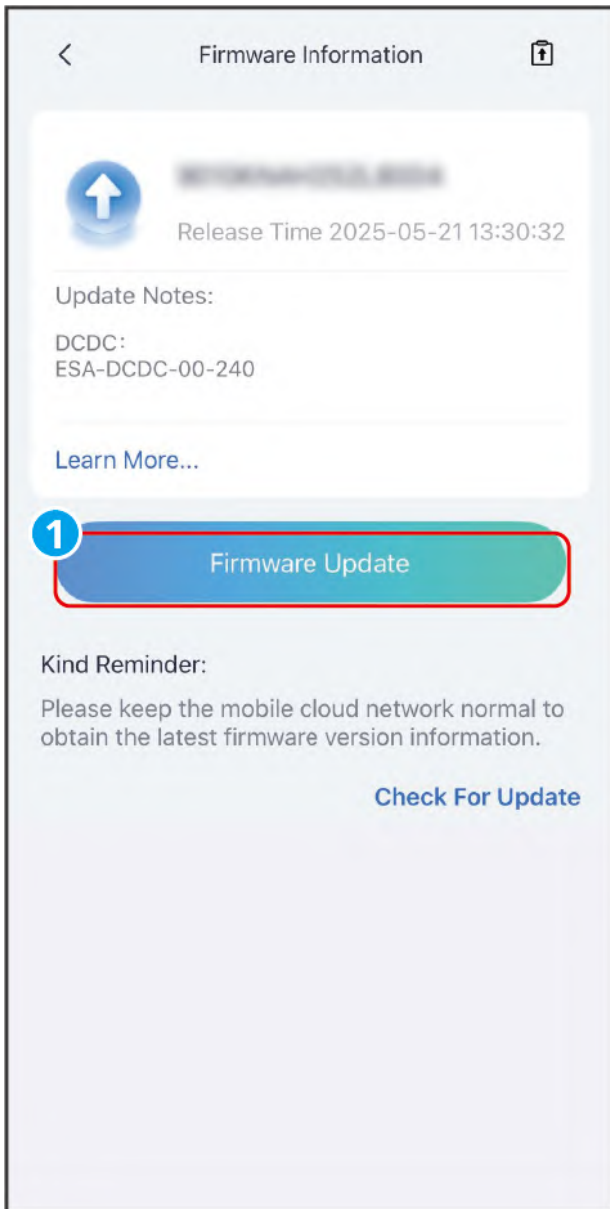 Firmware Information
Release Time 2025-05-21 13:30:32
Update Notes:
DCDC:
ESA-DCDC-00-240
Learn More...
1
Firmware Update
Kind Reminder:
Please keep the mobile cloud network normal to
obtain the latest firmware version information.
Check For Update